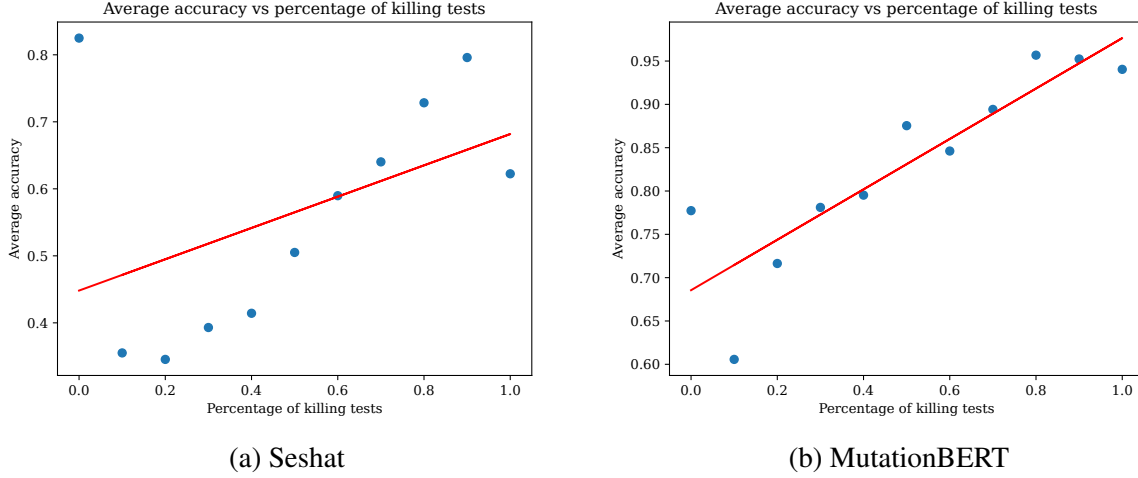 Average accuracy vs percentage of killing tests
0.8
0.7
0.6
0.5
0.4
Average accuracy
0.0 0.2 0.4 0.6 0.8 1.0
Percentage of killing tests
(a) Seshat
Average accuracy vs percentage of killing tests
0.95
0.90
0.85
0.80
0.75
0.70
0.65
0.60
Average accuracy
0.0 0.2 0.4 0.6 0.8 1.0
Percentage of killing tests
(b) MutationBERT